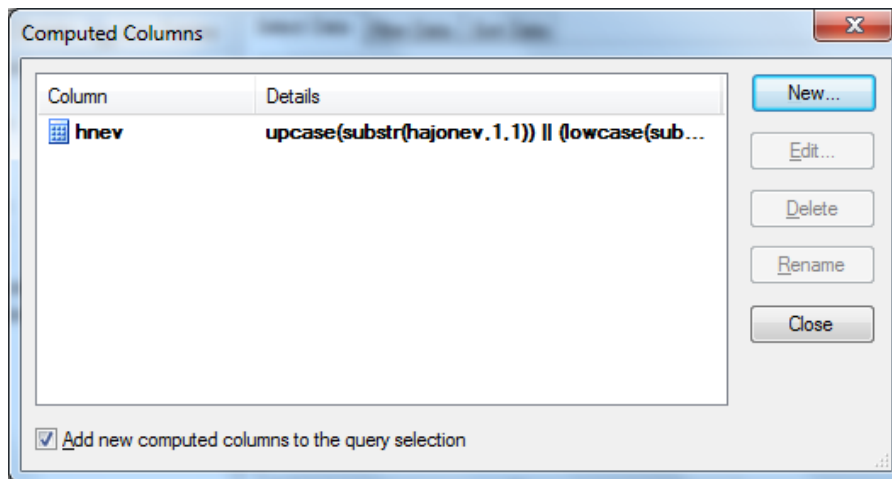 Computed Columns
Column Details
hnev upcase(substr(hajonev,1,1)) || (lowcase(sub...
New...
Edit...
Delete
Rename
Close
Add new computed columns to the query selection